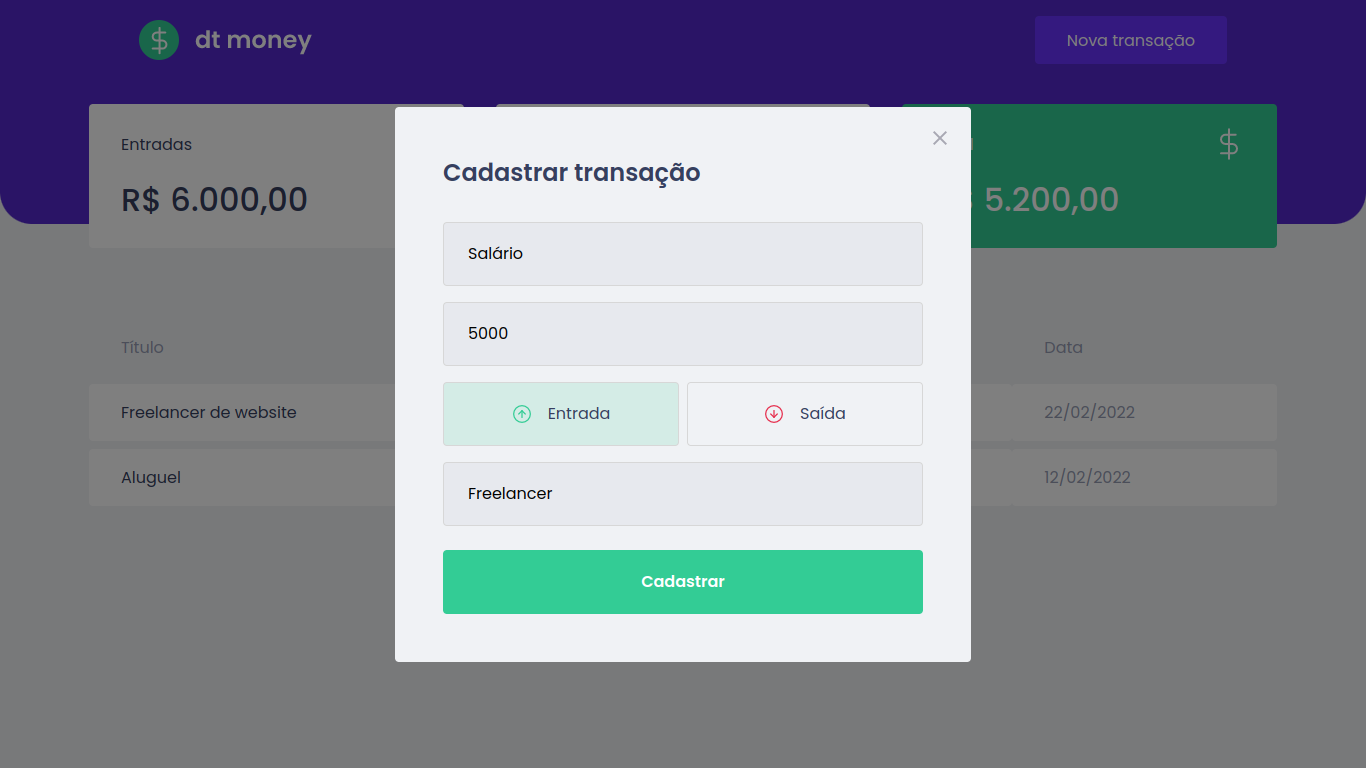 dt money
Nova transação
Entradas
R$ 6.000,00
5.200,00
Cadastrar transação
Salário
5000
Entrada
Saída
Freelancer
Cadastrar
Título
Data
Freelancer de website
22/02/2022
Aluguel
12/02/2022